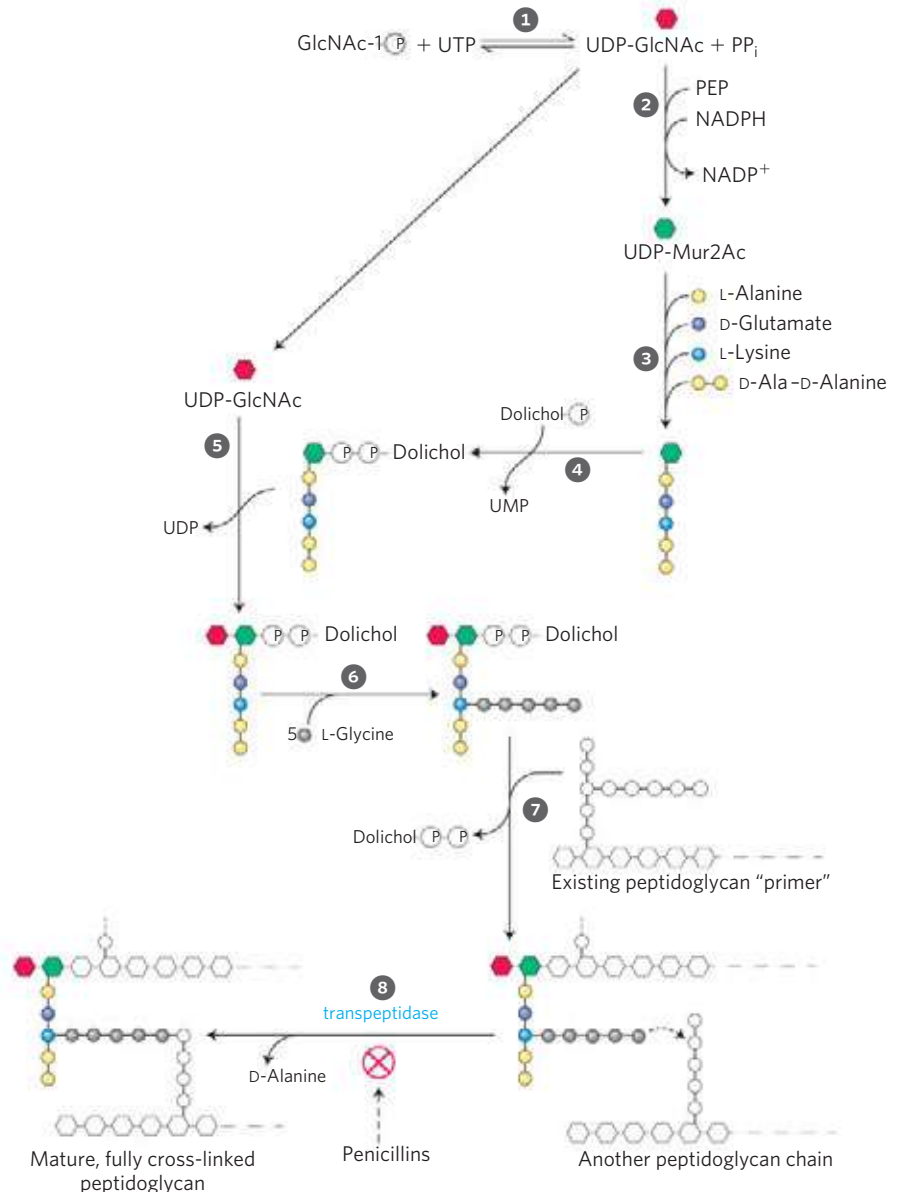 1
GlcNAc-1 P + UTP
UDP-GlcNAc + PPi
2
PEP
NADPH
NADP+
UDP-Mur2Ac
L-Alanine
D-Glutamate
3
L-Lysine
D-Ala–D-Alanine
UDP-GlcNAc
5
Dolichol P
P P Dolichol
4
UMP
UDP
P P Dolichol
P P Dolichol
6
5 L-Glycine
7
Dolichol P P
Existing peptidoglycan “primer”
8
transpeptidase
D-Alanine
Penicillins
Mature, fully cross-linked
peptidoglycan
Another peptidoglycan chain